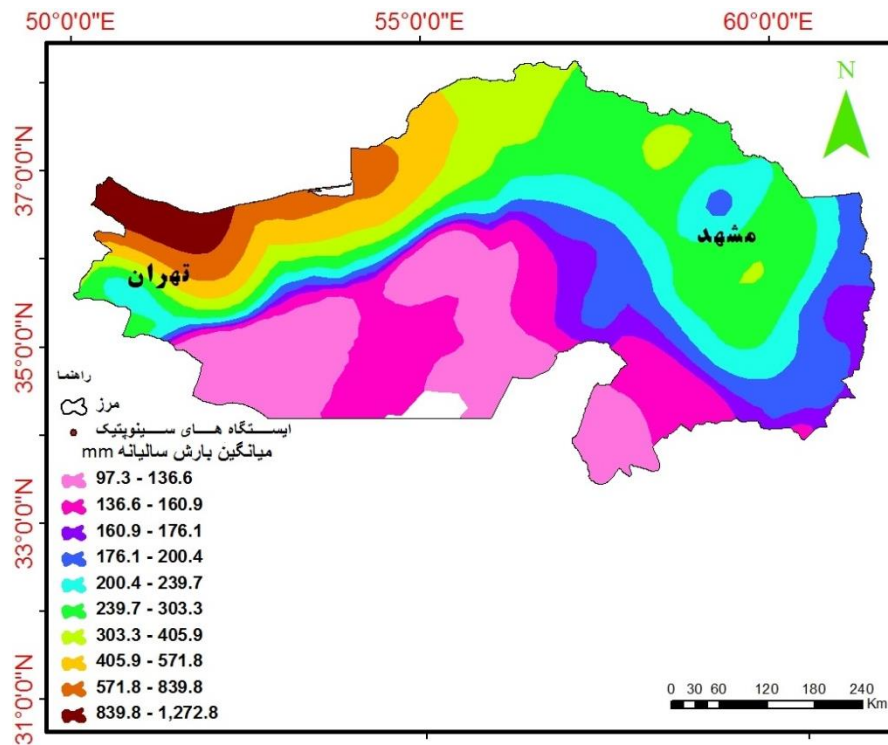 50°0'0"E 55°0'0"E 60°0'0"E
N
37°0'0"N
مشهد
تهران
35°0'0"N
راهنما
مرز
ایستگاه های سینوپتیک
میانگین بارش سالیانه mm
97.3 - 136.6
136.6 - 160.9
33°0'0"N
160.9 - 176.1
176.1 - 200.4
200.4 - 239.7
239.7 - 303.3
303.3 - 405.9
405.9 - 571.8
571.8 - 839.8
31°0'0"N
839.8 - 1,272.8
0 30 60 120 180 240
Km